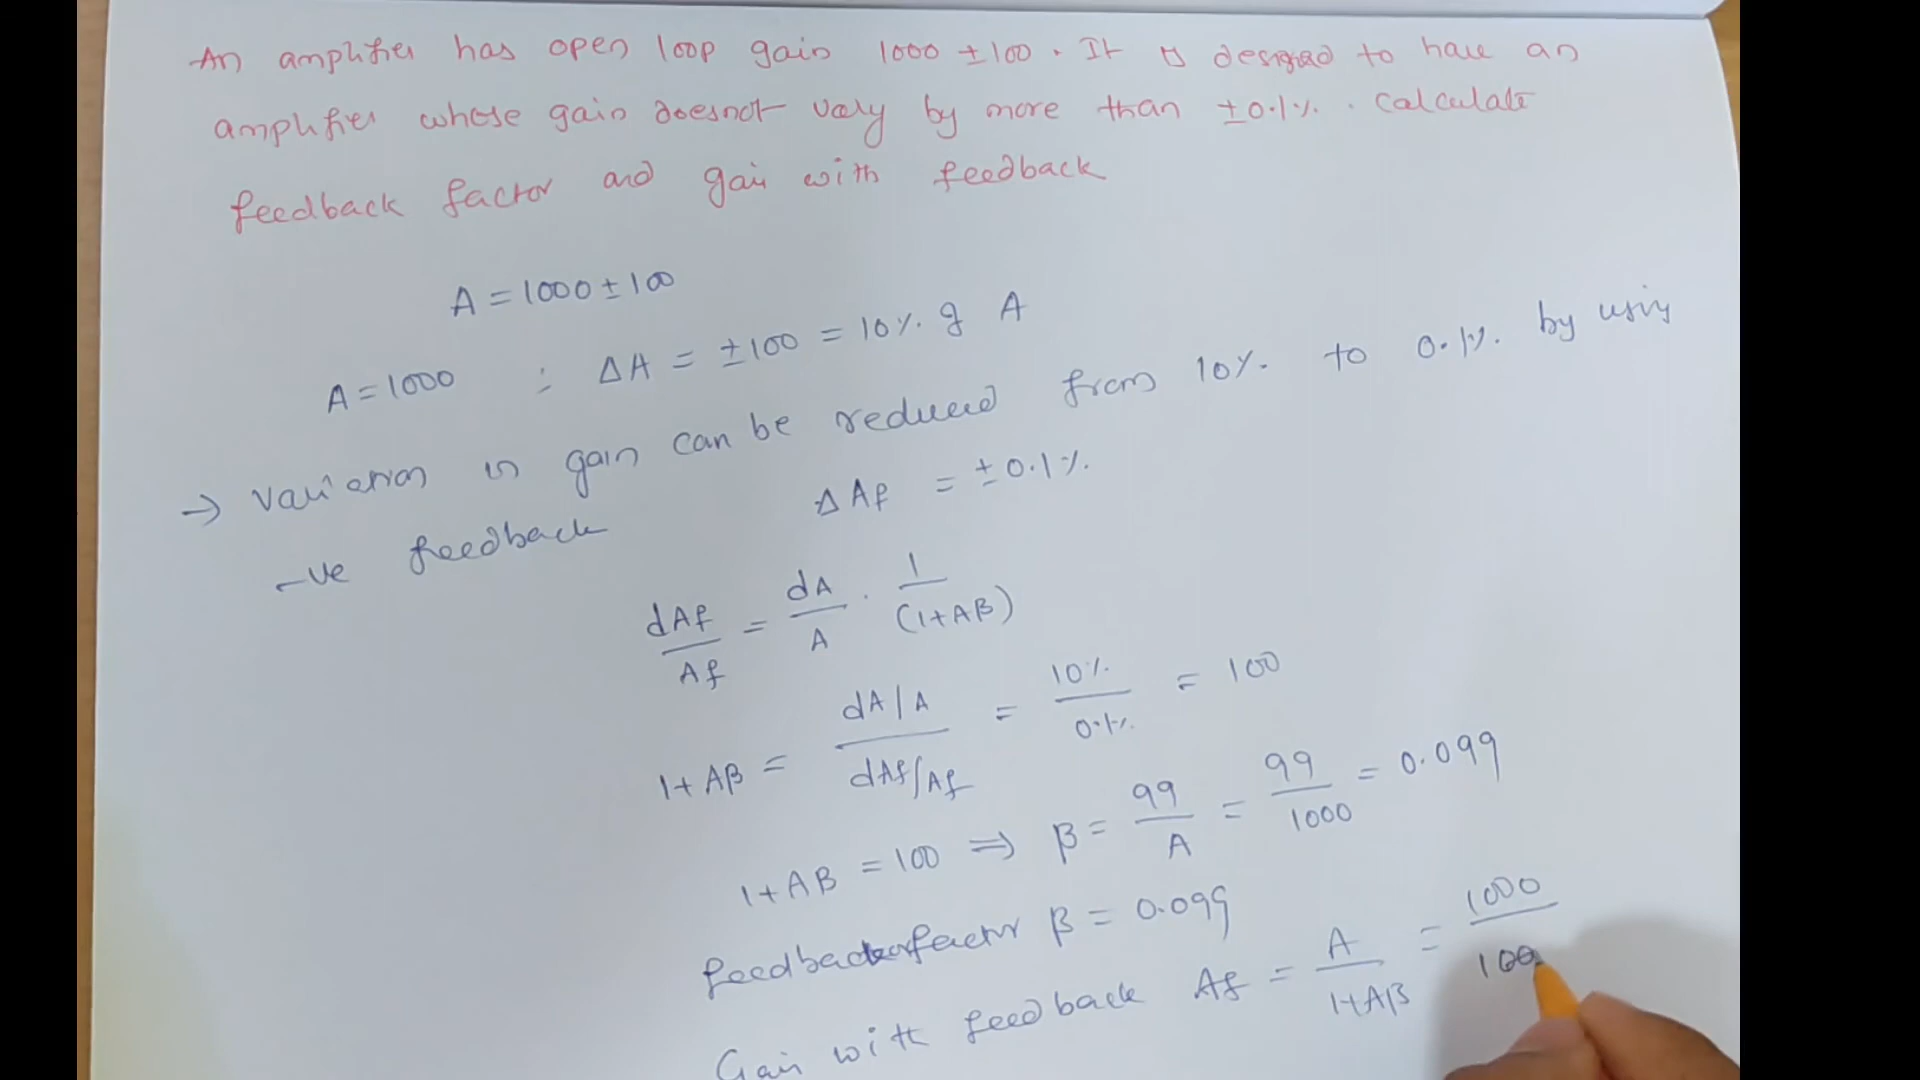 An amplifier has open loop gain 1000 ±100. It is designed to have an
amplifier whose gain doesnot vary by more than ±0.1%. calculate
feedback factor and gain with feedback
A = 1000 ± 100
A = 1000 : ΔA = ±100 = 10% of A
→ Variation in gain can be reduced from 10% to 0.1% by using
-ve feedback ΔAf = ±0.1%
dAf/Af = dA/A · 1/(1+Aβ)
1+Aβ = dA/A / dAf/Af = 10%/0.1% = 100
1+Aβ = 100 ⇒ β = 99/A = 99/1000 = 0.099
feedback factor β = 0.099
Gain with feedback Af = A/1+Aβ = 1000/100